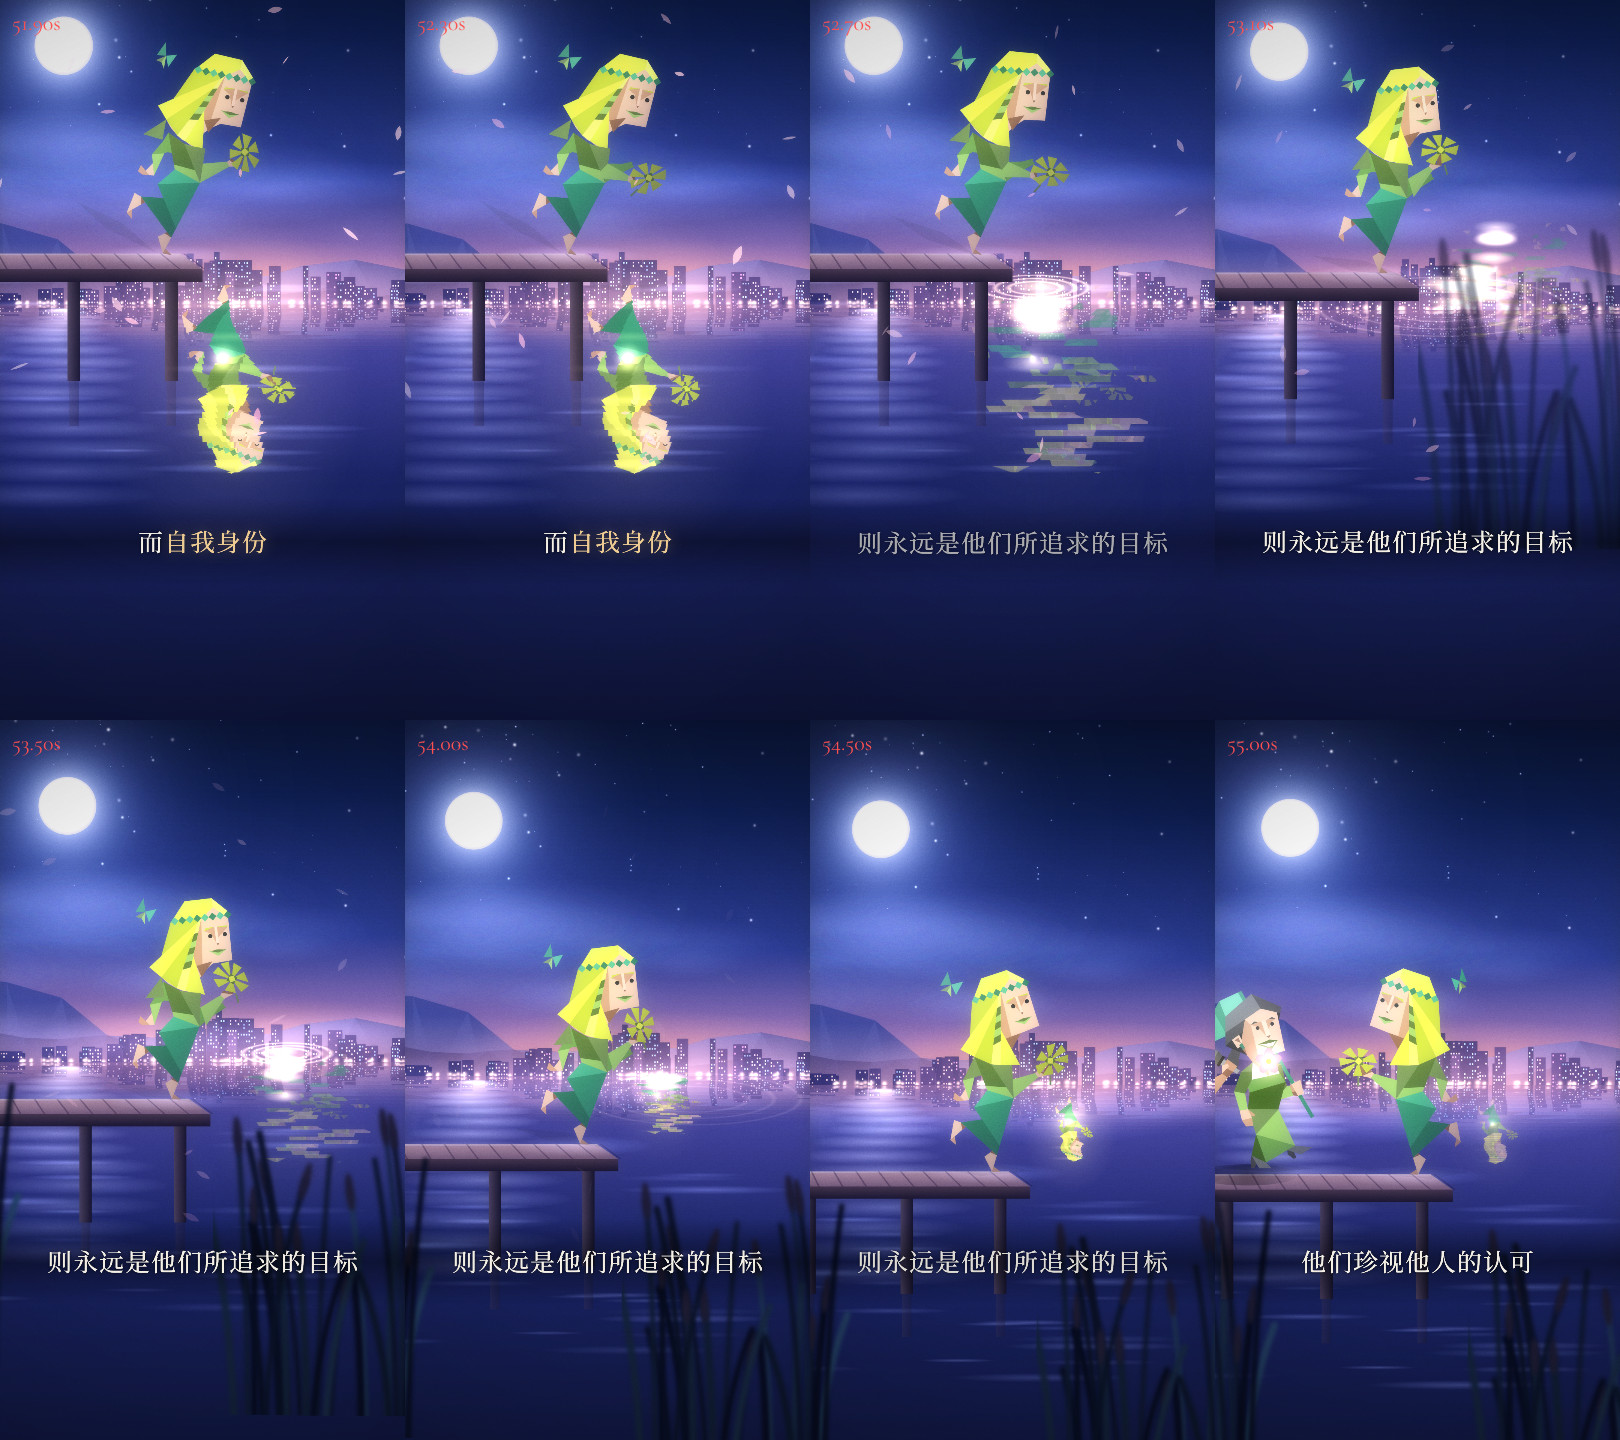 51.90s
52.30s
52.70s
53.10s
而自我身份
而自我身份
则永远是他们所追求的目标
则永远是他们所追求的目标
53.50s
54.00s
54.50s
55.00s
则永远是他们所追求的目标
则永远是他们所追求的目标
则永远是他们所追求的目标
他们珍视他人的认可